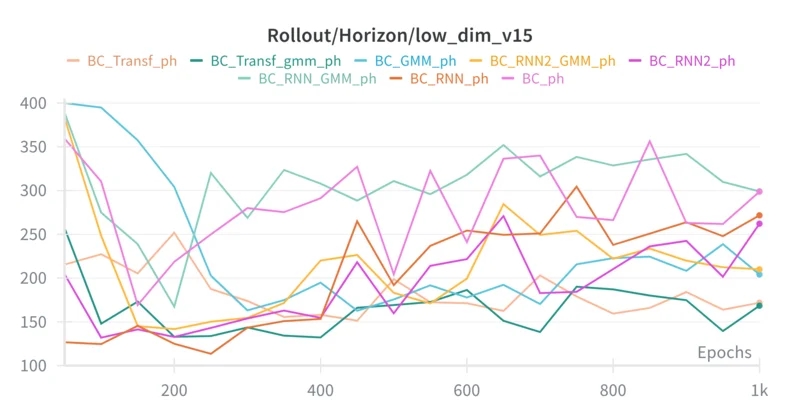 Rollout/Horizon/low_dim_v15
BC_Transf_ph BC_Transf_gmm_ph BC_GMM_ph BC_RNN2_GMM_ph BC_RNN2_ph
BC_RNN_GMM_ph BC_RNN_ph BC_ph
400
350
300
250
200
150
100
Epochs
200 400 600 800 1k